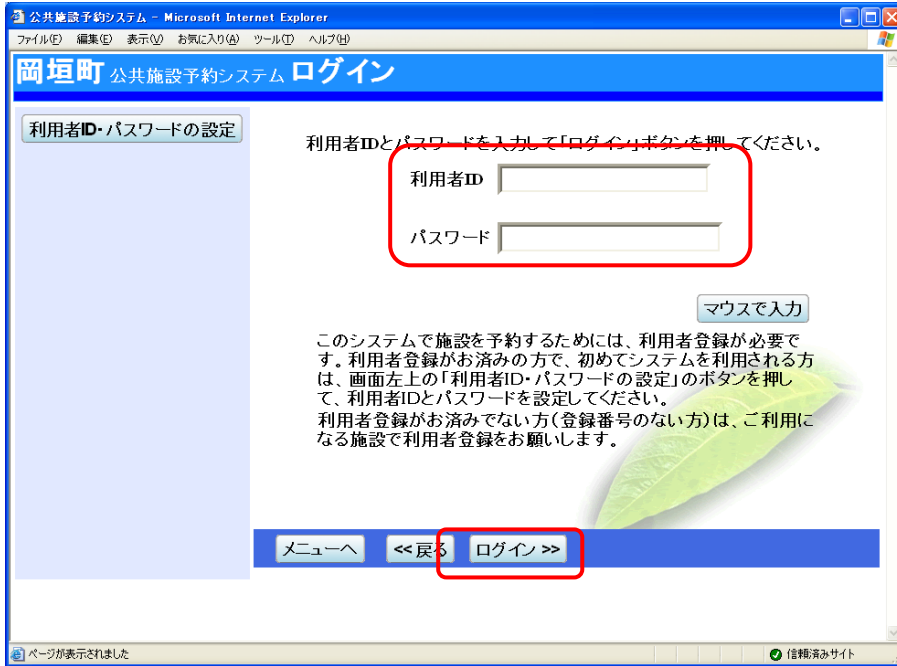 公共施設予約システム - Microsoft Internet Explorer
ファイル(F) 編集(E) 表示(V) お気に入り(A) ツール(T) ヘルプ(H)
岡垣町 公共施設予約システム ログイン
利用者ID・パスワードの設定
利用者IDとパスワードを入力して「ログイン」ボタンを押してください。
利用者ID
パスワード
マウスで入力
このシステムで施設を予約するためには、利用者登録が必要で
す。利用者登録がお済みの方で、初めてシステムを利用される方
は、画面左上の「利用者ID・パスワードの設定」のボタンを押し
て、利用者IDとパスワードを設定してください。
利用者登録がお済みでない方(登録番号のない方)は、ご利用に
なる施設で利用者登録をお願いします。
メニューへ <<戻る ログイン >>
ページが表示されました 信頼済みサイト